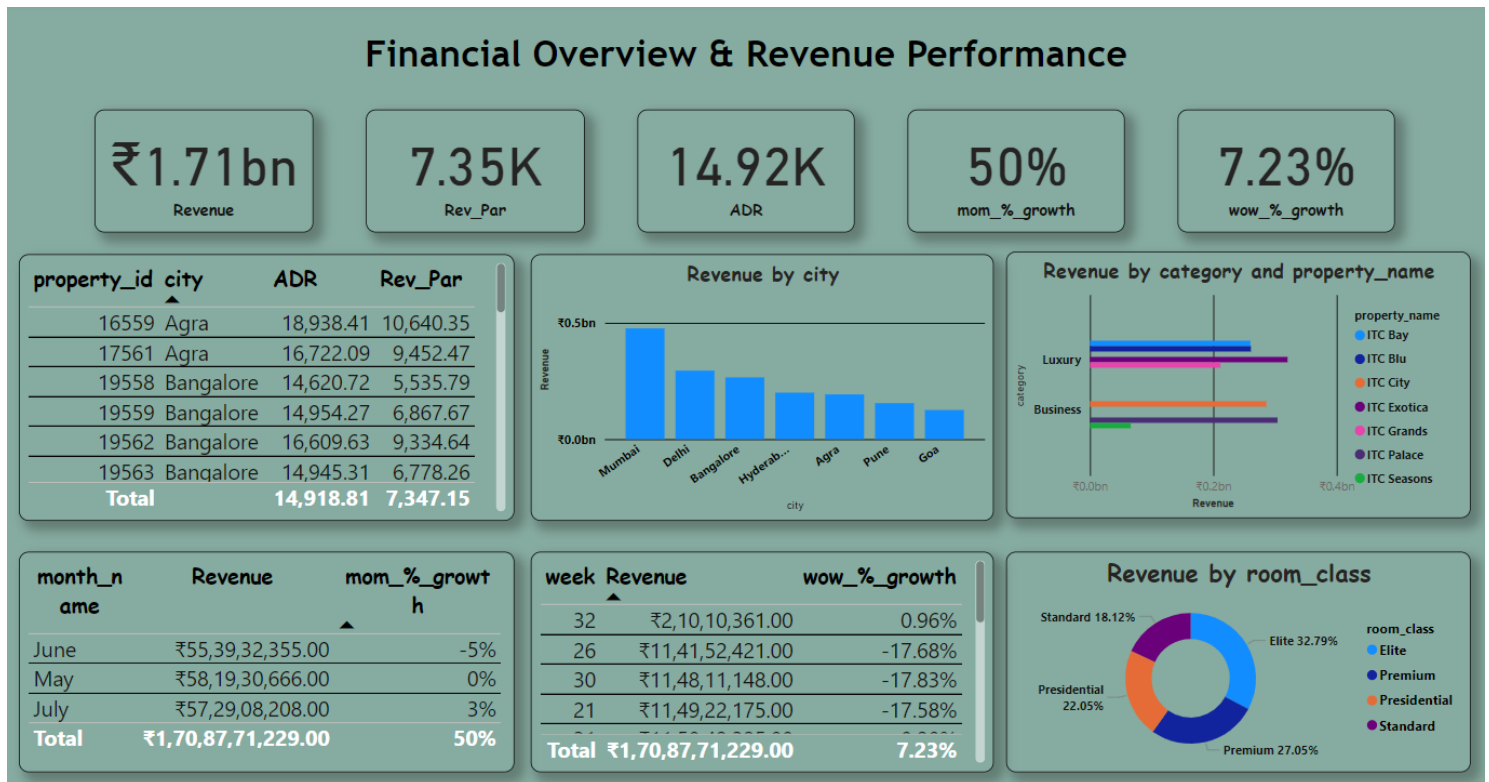 Financial Overview & Revenue Performance
₹1.71bn
Revenue
7.35K
Rev_Par
14.92K
ADR
50%
mom_%_growth
7.23%
wow_%_growth
property_id city ADR Rev_Par
16559 Agra 18,938.41 10,640.35
17561 Agra 16,722.09 9,452.47
19558 Bangalore 14,620.72 5,535.79
19559 Bangalore 14,954.27 6,867.67
19562 Bangalore 16,609.63 9,334.64
19563 Bangalore 14,945.31 6,778.26
Total 14,918.81 7,347.15
Revenue by city
₹0.5bn
Revenue
₹0.0bn
Mumbai Delhi Bangalore Hyderab... Agra Pune Goa
city
Revenue by category and property_name
category
Luxury
Business
₹0.0bn ₹0.2bn ₹0.4bn
Revenue
property_name
ITC Bay
ITC Blu
ITC City
ITC Exotica
ITC Grands
ITC Palace
ITC Seasons
month_n Revenue mom_%_growt
ame h
June ₹55,39,32,355.00 -5%
May ₹58,19,30,666.00 0%
July ₹57,29,08,208.00 3%
Total ₹1,70,87,71,229.00 50%
week Revenue wow_%_growth
32 ₹2,10,10,361.00 0.96%
26 ₹11,41,52,421.00 -17.68%
30 ₹11,48,11,148.00 -17.83%
21 ₹11,49,22,175.00 -17.58%
Total ₹1,70,87,71,229.00 7.23%
Revenue by room_class
Standard 18.12%
Elite 32.79%
Presidential
22.05%
Premium 27.05%
room_class
Elite
Premium
Presidential
Standard